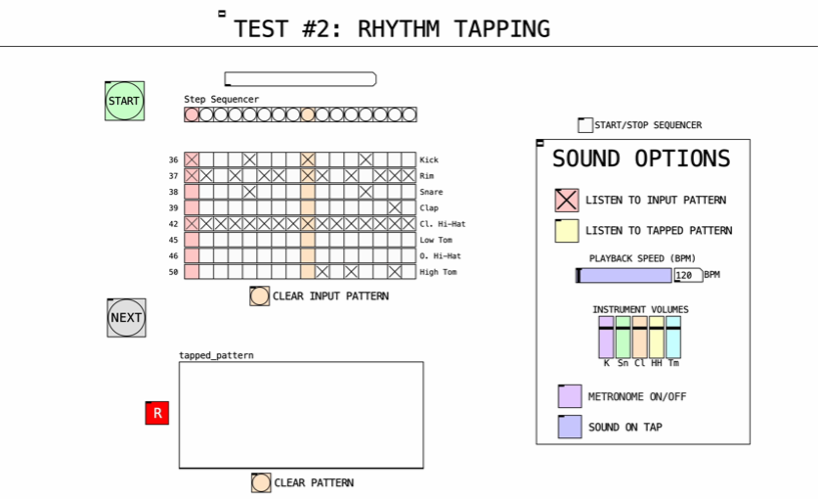 TEST #2: RHYTHM TAPPING
START
Step Sequencer
START/STOP SEQUENCER
SOUND OPTIONS
36 Kick
37 Rim
38 Snare
39 Clap
42 Cl. Hi-Hat
45 Low Tom
46 O. Hi-Hat
50 High Tom
CLEAR INPUT PATTERN
LISTEN TO INPUT PATTERN
LISTEN TO TAPPED PATTERN
PLAYBACK SPEED (BPM)
120 BPM
INSTRUMENT VOLUMES
K Sn Cl HH Tm
METRONOME ON/OFF
SOUND ON TAP
NEXT
tapped_pattern
R
CLEAR PATTERN